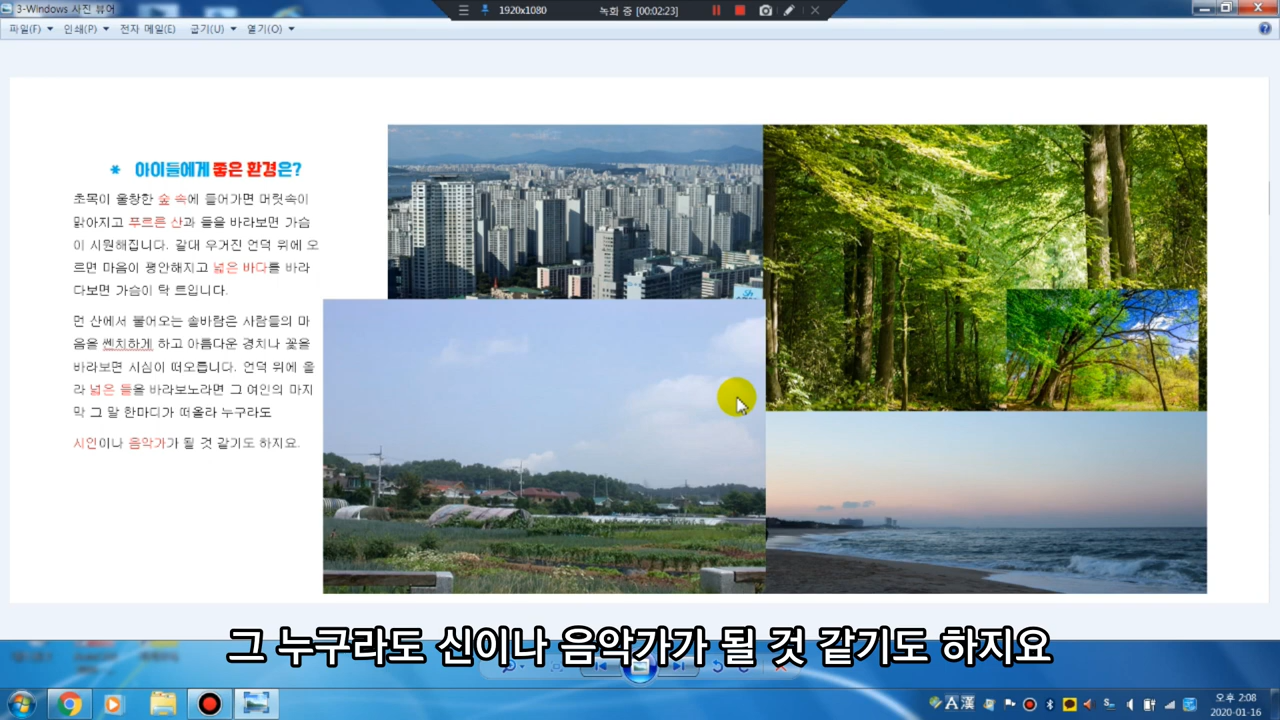 3-Windows 사진 뷰어
1920x1080 녹화 중 [00:02:23]
파일(F) 인쇄(P) 전자 메일(E) 굽기(U) 열기(O)
* 아이들에게 좋은 환경은?
초목이 울창한 숲 속에 들어가면 머릿속이
맑아지고 푸르른 산과 들을 바라보면 가슴
이 시원해집니다. 갈대 우거진 언덕 위에 오
르면 마음이 평안해지고 넓은 바다를 바라
다보면 가슴이 탁 트입니다.
먼 산에서 불어오는 솔바람은 사람들의 마
음을 쎈치하게 하고 아름다운 경치나 꽃을
바라보면 시심이 떠오릅니다. 언덕 위에 올
라 넓은 들을 바라보노라면 그 여인의 마지
막 그 말 한마디가 떠올라 누구라도
시인이나 음악가가 될 것 같기도 하지요.
그 누구라도 신이나 음악가가 될 것 같기도 하지요
A 漢
오후 2:08
2020-01-16